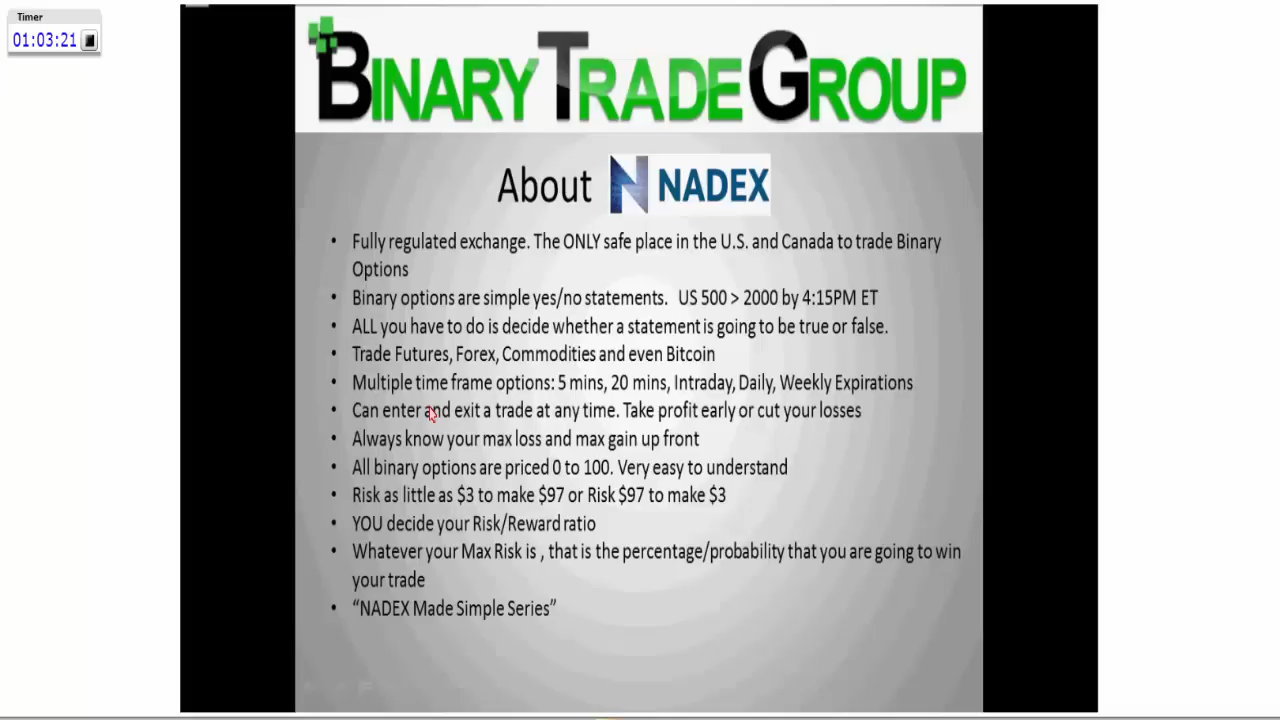 Timer
01:03:21
BINARY TRADE GROUP
About NADEX
• Fully regulated exchange. The ONLY safe place in the U.S. and Canada to trade Binary
Options
• Binary options are simple yes/no statements. US 500 > 2000 by 4:15PM ET
• ALL you have to do is decide whether a statement is going to be true or false.
• Trade Futures, Forex, Commodities and even Bitcoin
• Multiple time frame options: 5 mins, 20 mins, Intraday, Daily, Weekly Expirations
• Can enter and exit a trade at any time. Take profit early or cut your losses
• Always know your max loss and max gain up front
• All binary options are priced 0 to 100. Very easy to understand
• Risk as little as $3 to make $97 or Risk $97 to make $3
• YOU decide your Risk/Reward ratio
• Whatever your Max Risk is , that is the percentage/probability that you are going to win
your trade
• “NADEX Made Simple Series”